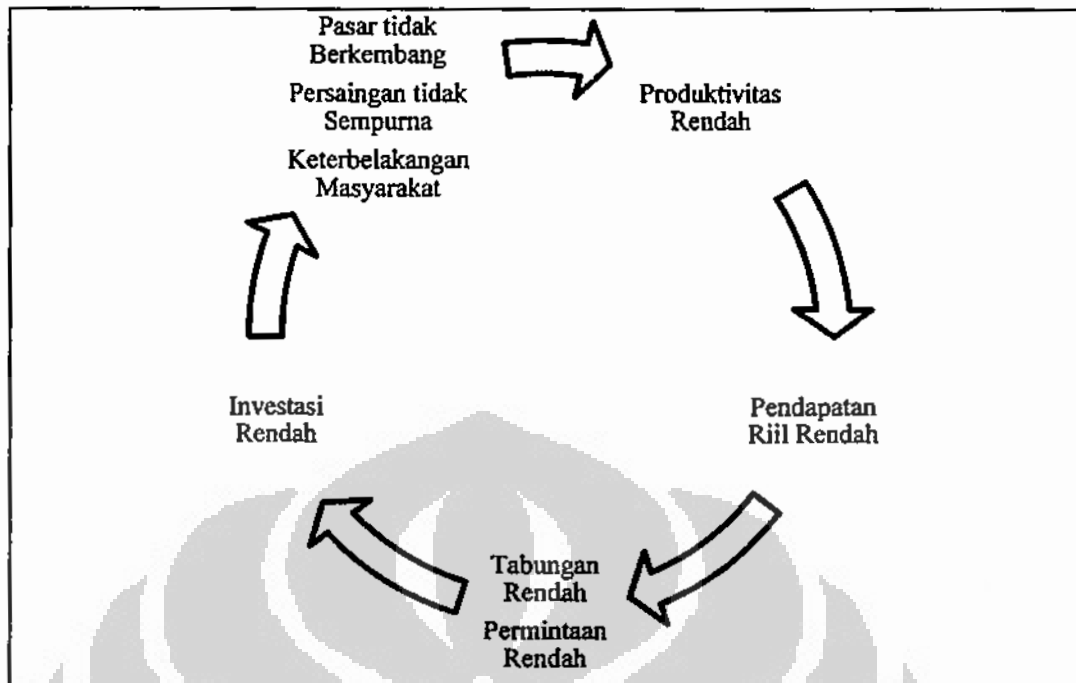 Pasar tidak
Berkembang
Persaingan tidak
Sempurna
Keterbelakangan
Masyarakat
Produktivitas
Rendah
Pendapatan
Riil Rendah
Tabungan
Rendah
Permintaan
Rendah
Investasi
Rendah